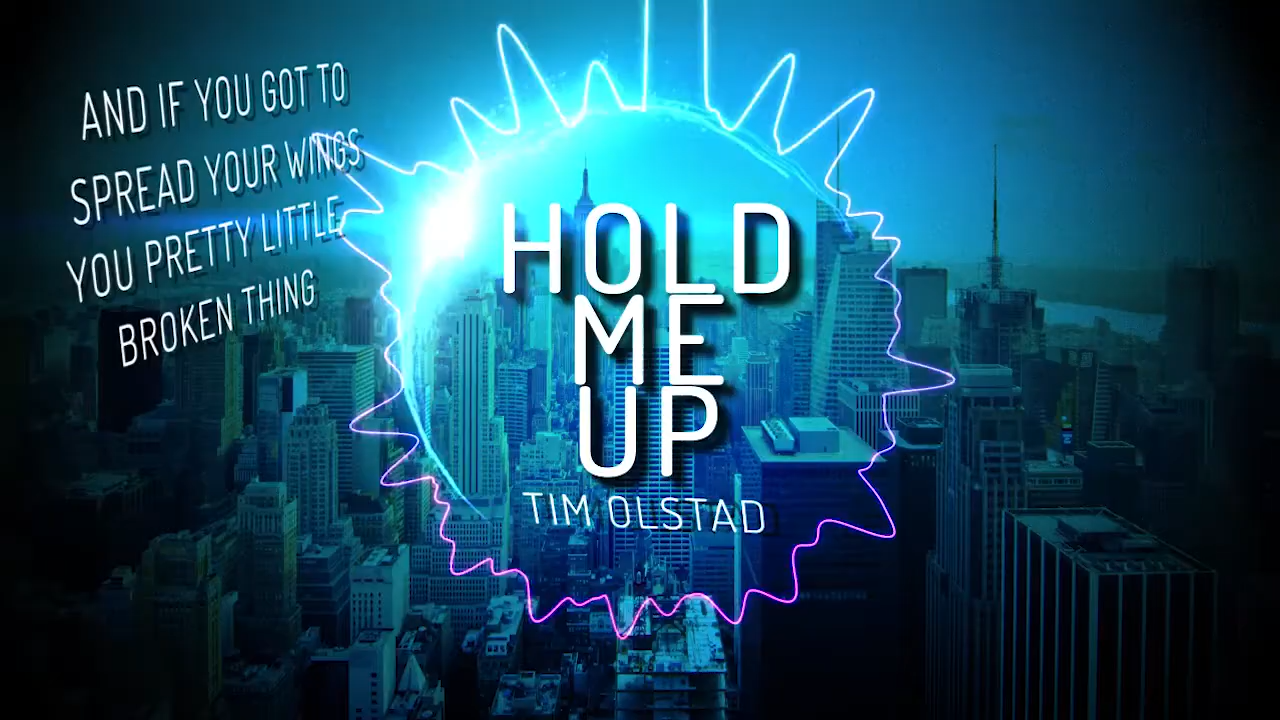 AND IF YOU GOT TO
SPREAD YOUR WINGS
YOU PRETTY LITTLE
BROKEN THING
HOLD
ME
UP
TIM OLSTAD